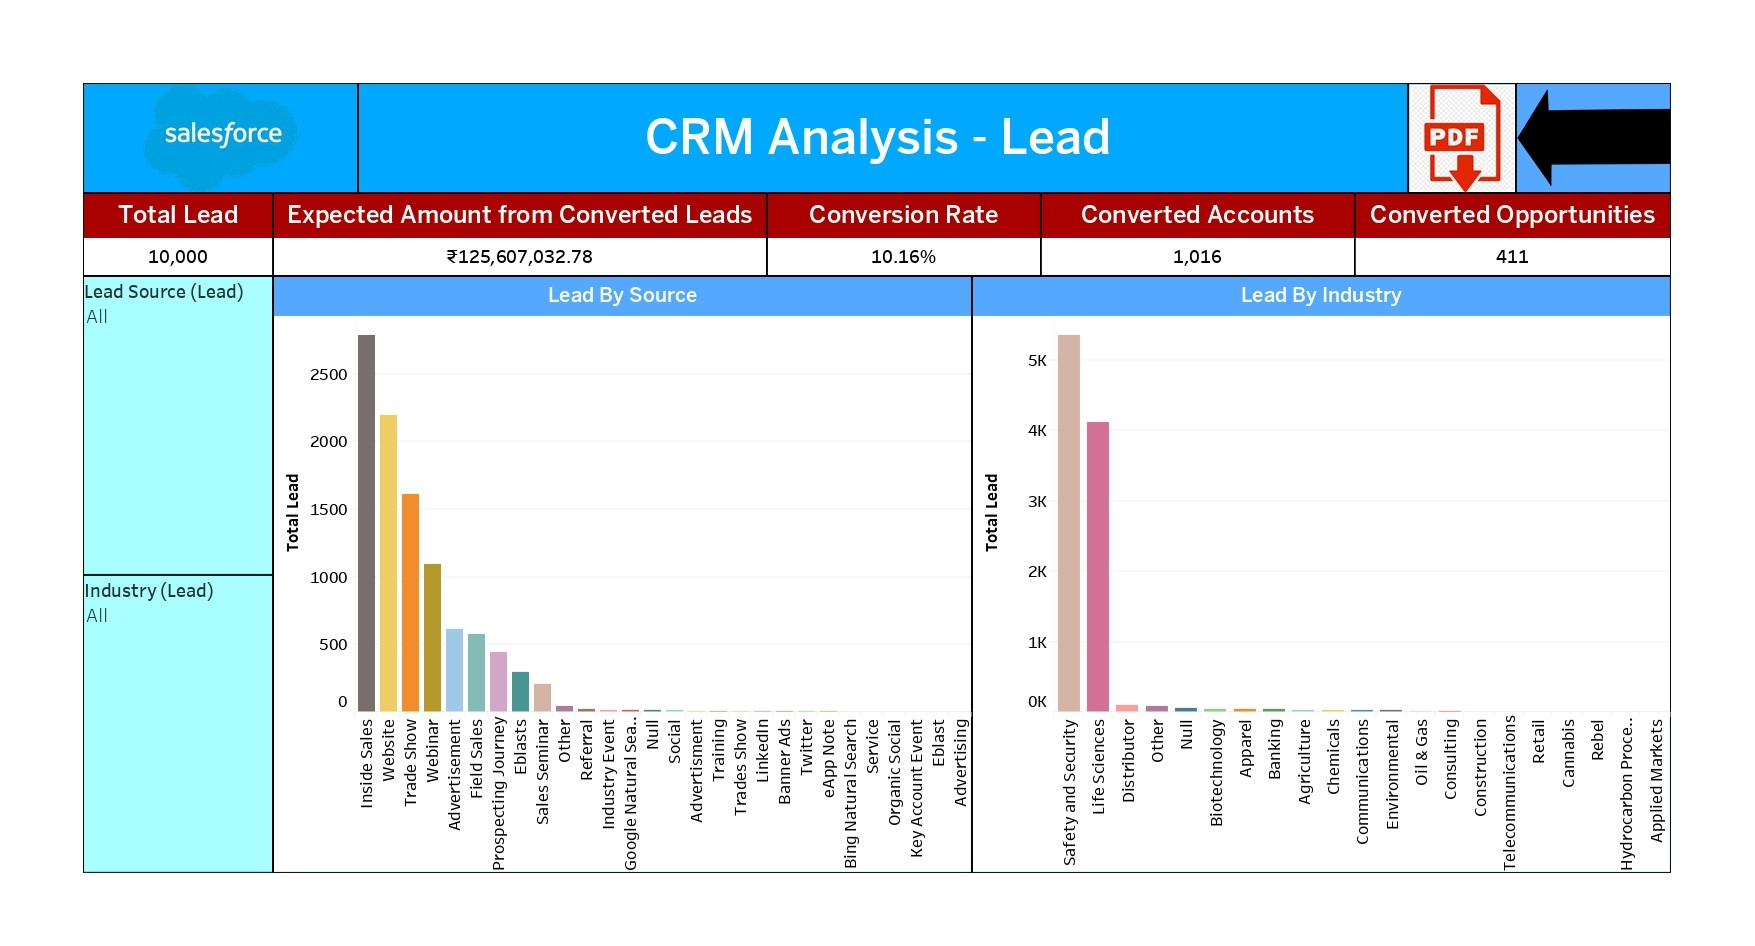 salesforce
CRM Analysis - Lead
PDF
Total Lead
Expected Amount from Converted Leads
Conversion Rate
Converted Accounts
Converted Opportunities
10,000
₹125,607,032.78
10.16%
1,016
411
Lead Source (Lead)
All
Industry (Lead)
All
Lead By Source
Total Lead
2500
2000
1500
1000
500
0
Inside Sales
Website
Trade Show
Webinar
Advertisement
Field Sales
Prospecting Journey
Eblasts
Sales Seminar
Other
Referral
Industry Event
Google Natural Sea..
Null
Social
Advertisment
Training
Trades Show
LinkedIn
Banner Ads
Twitter
eApp Note
Bing Natural Search
Service
Organic Social
Key Account Event
Eblast
Advertising
Lead By Industry
Total Lead
5K
4K
3K
2K
1K
0K
Safety and Security
Life Sciences
Distributor
Other
Null
Biotechnology
Apparel
Banking
Agriculture
Chemicals
Communications
Environmental
Oil & Gas
Consulting
Construction
Telecommunications
Retail
Cannabis
Rebel
Hydrocarbon Proce..
Applied Markets